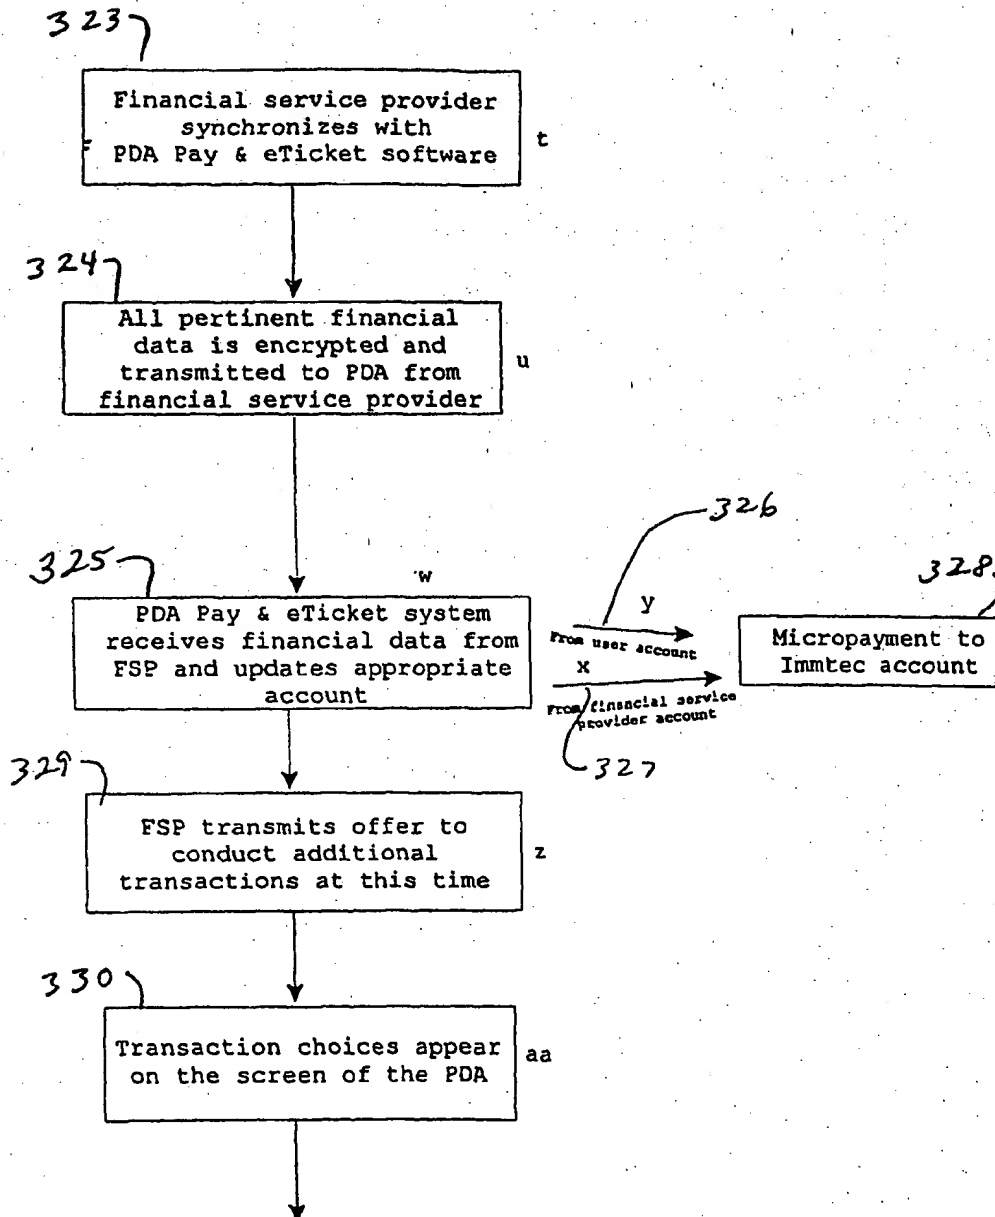 323
Financial service provider
synchronizes with
PDA Pay & eTicket software
t
324
All pertinent financial
data is encrypted and
transmitted to PDA from
financial service provider
u
326
325
w
328
y
PDA Pay & eTicket system
receives financial data from
FSP and updates appropriate
account
From user account
x
From financial service
provider account
Micropayment to
Immtec account
327
329
FSP transmits offer to
conduct additional
transactions at this time
z
330
Transaction choices appear
on the screen of the PDA
aa